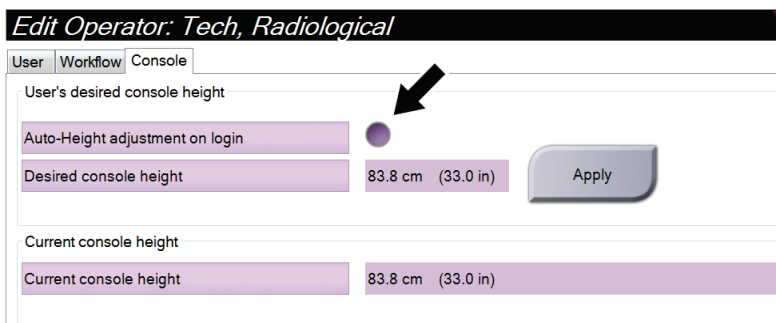 Edit Operator: Tech, Radiological
User Workflow Console
User's desired console height
Auto-Height adjustment on login
Desired console height 83.8 cm (33.0 in) Apply
Current console height
Current console height 83.8 cm (33.0 in)